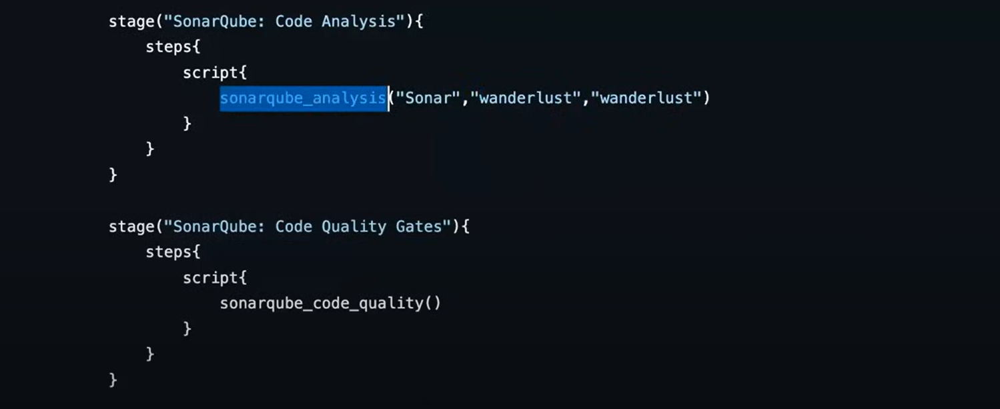 stage("SonarQube: Code Analysis"){
    steps{
        script{
            sonarqube_analysis("Sonar","wanderlust","wanderlust")
        }
    }
}

stage("SonarQube: Code Quality Gates"){
    steps{
        script{
            sonarqube_code_quality()
        }
    }
}